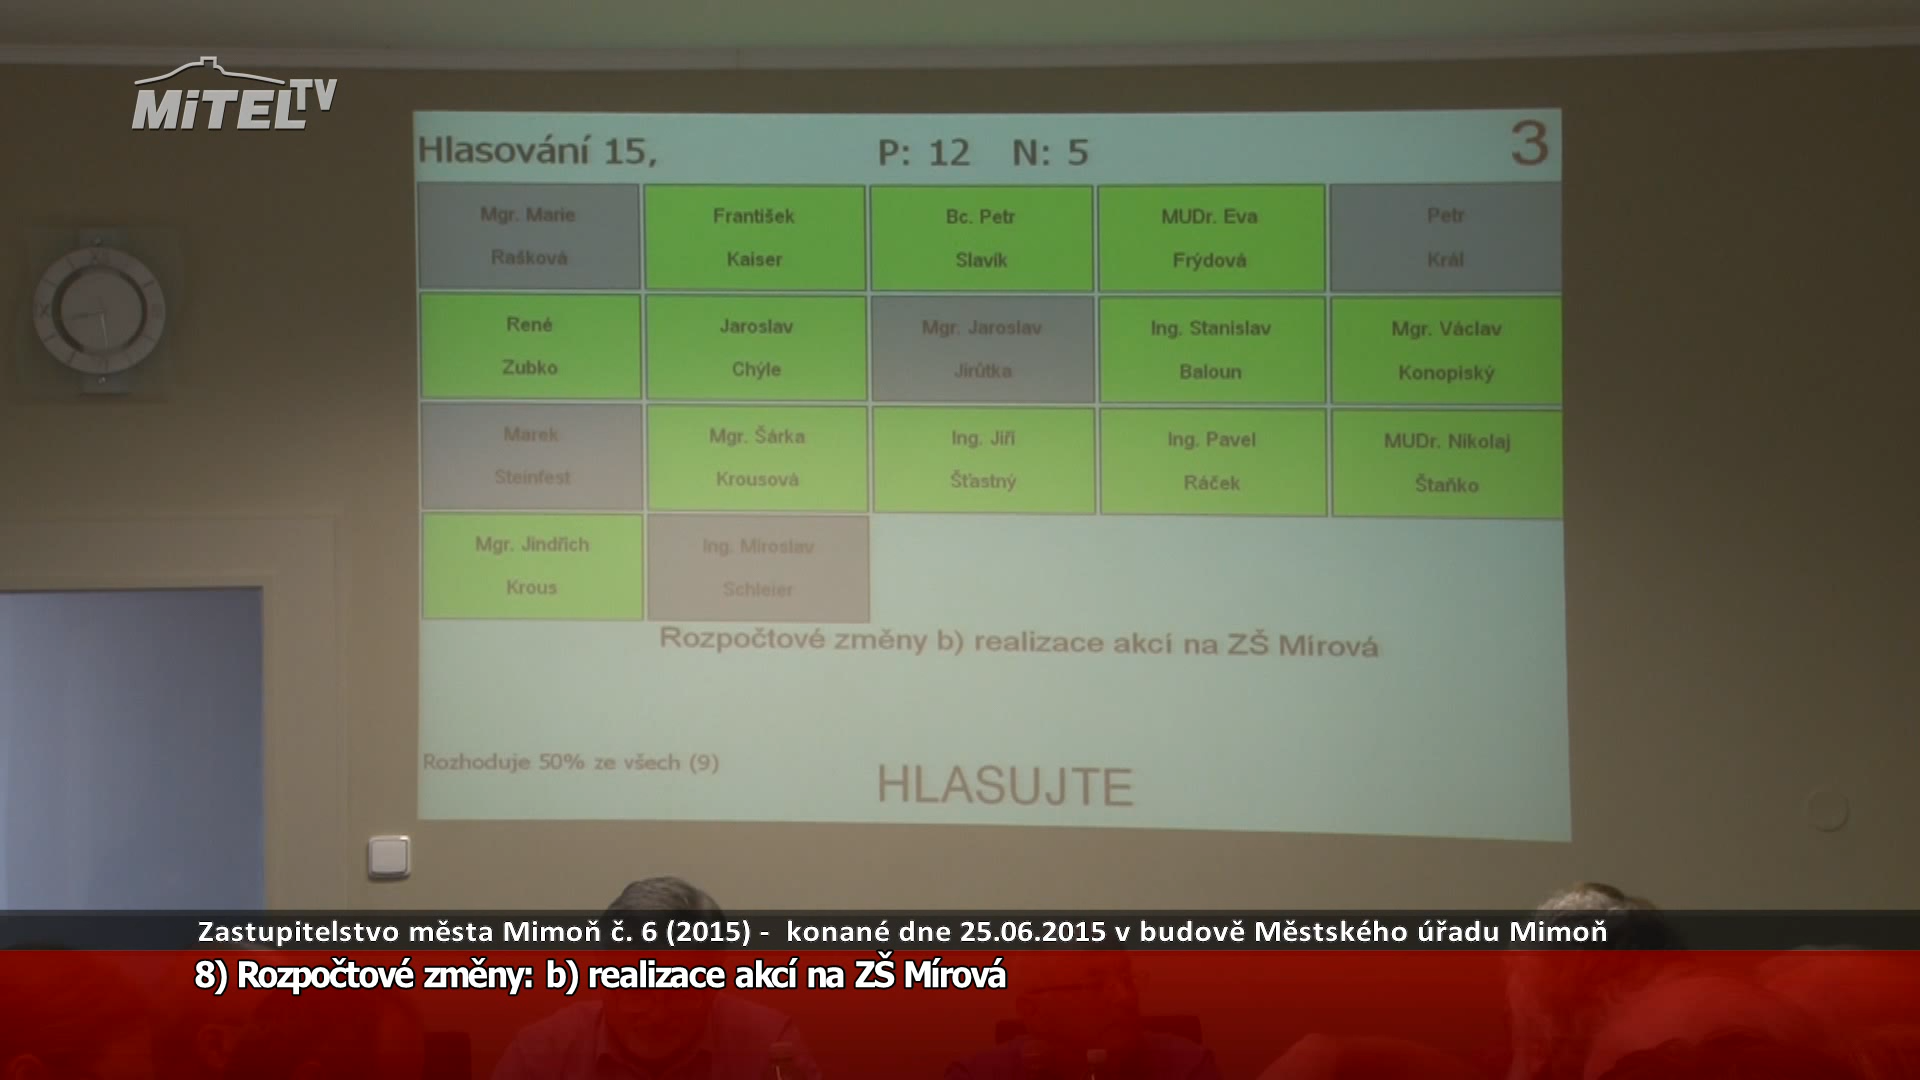 MiTEL TV
Hlasování 15, P: 12 N: 5 3
Mgr. Marie
Rašková
František
Kaiser
Bc. Petr
Slavík
MUDr. Eva
Frýdová
Petr
Král
René
Zubko
Jaroslav
Chýle
Mgr. Jaroslav
Jirůtka
Ing. Stanislav
Baloun
Mgr. Václav
Konopiský
Marek
Steinfest
Mgr. Šárka
Krousová
Ing. Jiří
Šťastný
Ing. Pavel
Ráček
MUDr. Nikolaj
Štaňko
Mgr. Jindřich
Krous
Ing. Miroslav
Schleier
Rozpočtové změny b) realizace akcí na ZŠ Mírová
Rozhoduje 50% ze všech (9)
HLASUJTE
Zastupitelstvo města Mimoň č. 6 (2015) - konané dne 25.06.2015 v budově Městského úřadu Mimoň
8) Rozpočtové změny: b) realizace akcí na ZŠ Mírová